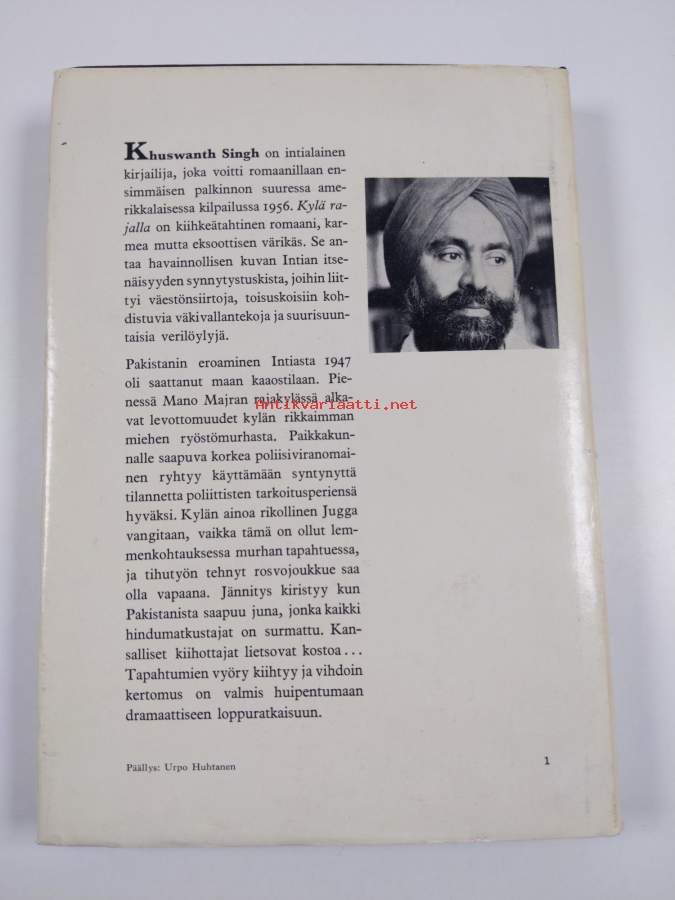 Khuswanth Singh on intialainen
kirjailija, joka voitti romaanillaan en-
simmäisen palkinnon suuressa ame-
rikkalaisessa kilpailussa 1956. Kylä ra-
jalla on kiihkeätahtinen romaani, kar-
mea mutta eksoottisen värikäs. Se an-
taa havainnollisen kuvan Intian itse-
näisyyden synnytystuskista, joihin liit-
tyi väestönsiirtoja, toisuskoisiin koh-
distuvia väkivallantekoja ja suurisuun-
taisia verilöylyjä.
Pakistanin eroaminen Intiasta 1947
oli saattanut maan kaaostilaan. Pie-
nessä Mano Majran rajakylässä alka-
vat levottomuudet kylän rikkaimman
miehen ryöstömurhasta. Paikkakun-
nalle saapuva korkea poliisiviranomai-
nen ryhtyy käyttämään syntynyttä
tilannetta poliittisten tarkoitusperiensä
hyväksi. Kylän ainoa rikollinen Jugga
vangitaan, vaikka tämä on ollut lem-
menkohtauksessa murhan tapahtuessa,
ja tihutyön tehnyt rosvojoukkue saa
olla vapaana. Jännitys kiristyy kun
Pakistanista saapuu juna, jonka kaikki
hindumatkustajat on surmattu. Kan-
salliset kiihottajat lietsovat kostoa...
Tapahtumien vyöry kiihtyy ja vihdoin
kertomus on valmis huipentumaan
dramaattiseen loppuratkaisuun.
Päällys: Urpo Huhtanen
1
Antikvariaatti.net